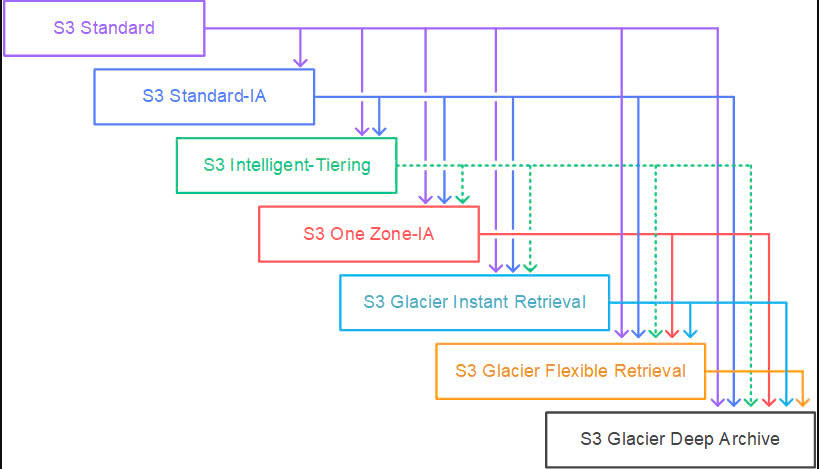 S3 Standard
S3 Standard-IA
S3 Intelligent-Tiering
S3 One Zone-IA
S3 Glacier Instant Retrieval
S3 Glacier Flexible Retrieval
S3 Glacier Deep Archive